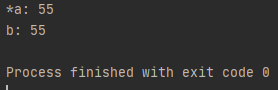 *a: 55
b: 55
Process finished with exit code 0